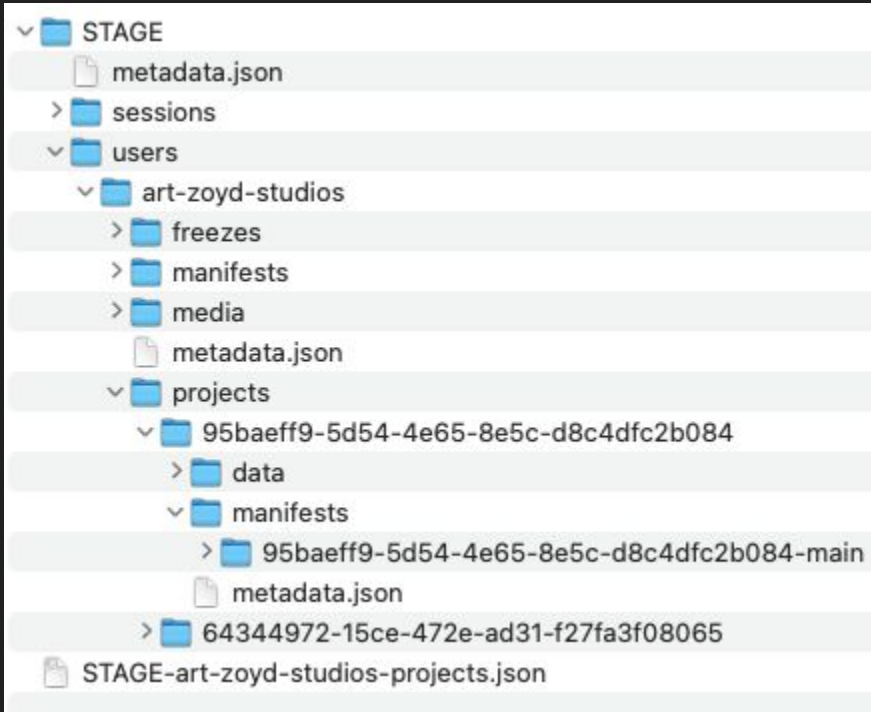 STAGE
metadata.json
sessions
users
art-zoyd-studios
freezes
manifests
media
metadata.json
projects
95baeff9-5d54-4e65-8e5c-d8c4dfc2b084
data
manifests
95baeff9-5d54-4e65-8e5c-d8c4dfc2b084-main
metadata.json
64344972-15ce-472e-ad31-f27fa3f08065
STAGE-art-zoyd-studios-projects.json